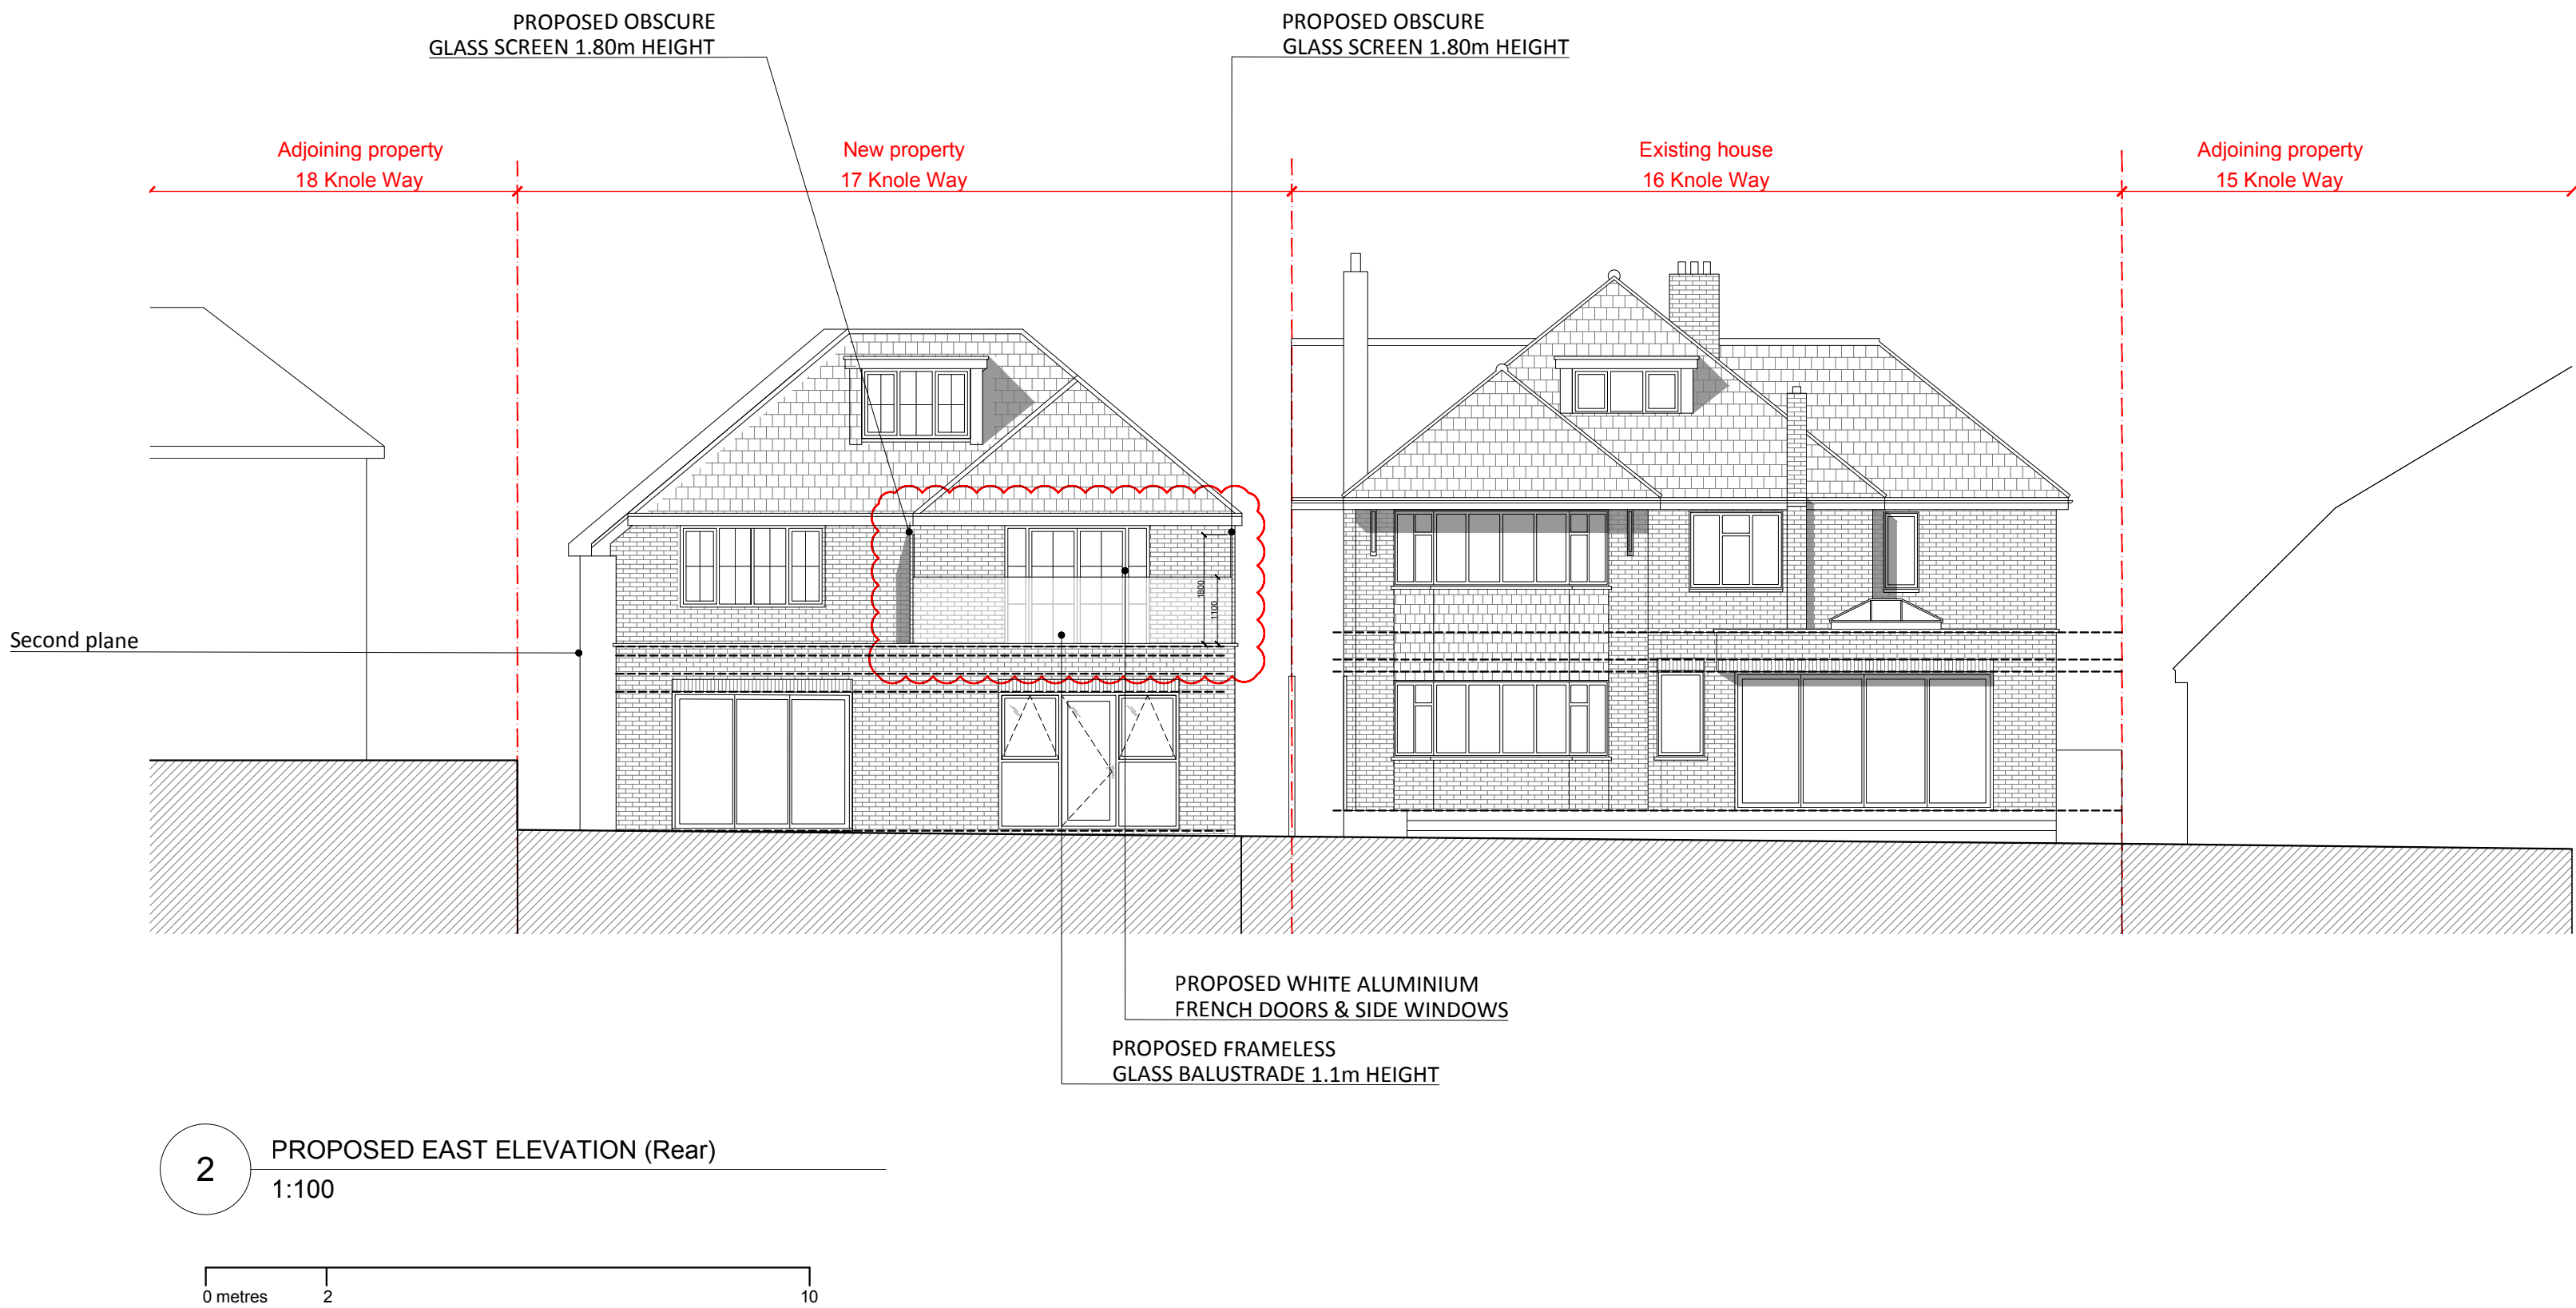 PROPOSED OBSCURE
GLASS SCREEN 1.80m HEIGHT
PROPOSED OBSCURE
GLASS SCREEN 1.80m HEIGHT
Adjoining property
18 Knole Way
New property
17 Knole Way
Existing house
16 Knole Way
Adjoining property
15 Knole Way
1800
1100
Second plane
PROPOSED WHITE ALUMINIUM
FRENCH DOORS & SIDE WINDOWS
PROPOSED FRAMELESS
GLASS BALUSTRADE 1.1m HEIGHT
2
PROPOSED EAST ELEVATION (Rear)
1:100
0 metres
2
10